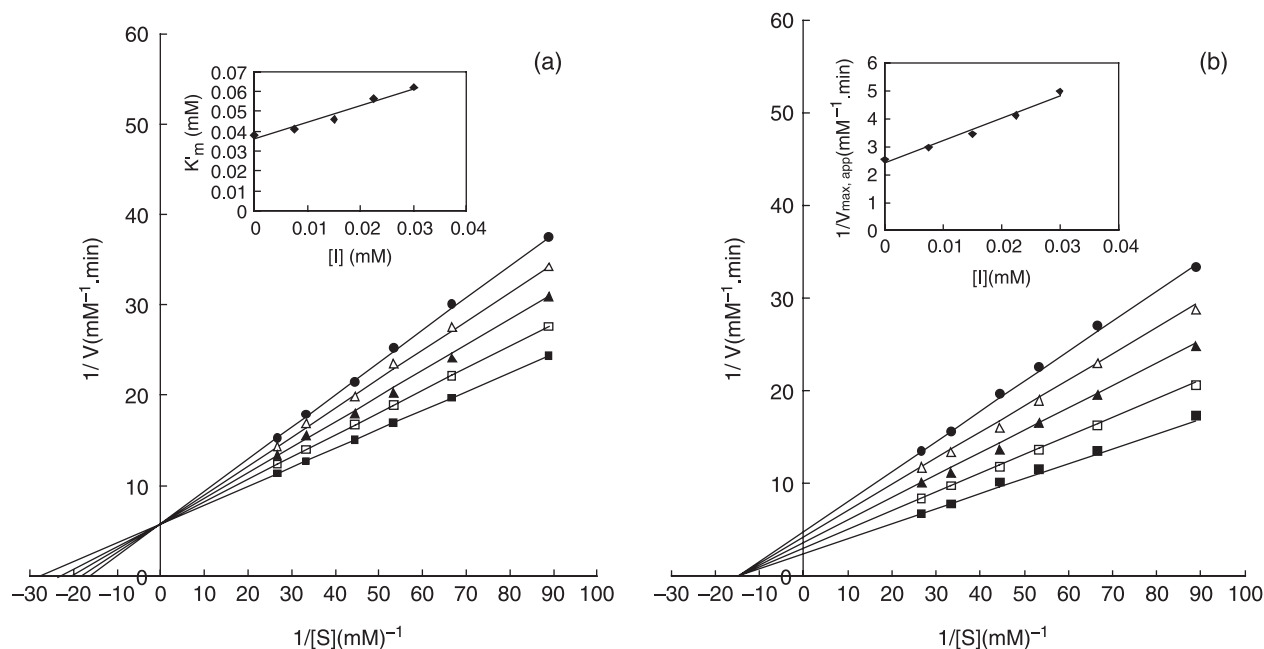 (a)
60
50
40
30
20
10
0
1/ V(mM⁻¹.min)
−30 −20 −10 0 10 20 30 40 50 60 70 80 90 100
1/[S](mM)⁻¹
0.07
0.06
0.05
0.04
0.04
0.03
0.02
0.01
0
K'm (mM)
0 0.01 0.02 0.03 0.04
[I] (mM)
(b)
60
50
40
30
20
10
0
1/ V(mM⁻¹.min)
−30 −20 −10 0 10 20 30 40 50 60 70 80 90 100
1/[S](mM)⁻¹
6
5
4
3
2
1
0
1/Vmax, app(mM⁻¹.min)
0 0.01 0.02 0.03 0.04
[I](mM)